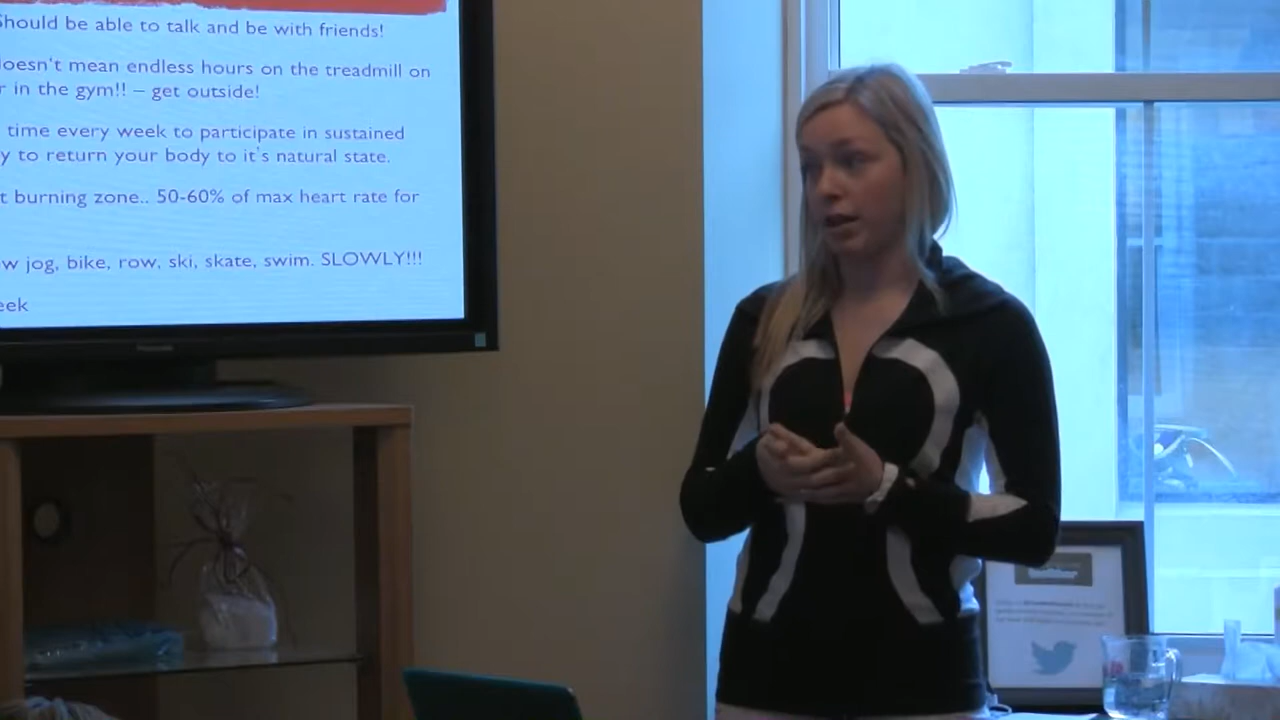 Should be able to talk and be with friends!
doesn't mean endless hours on the treadmill on
r in the gym!! – get outside!
time every week to participate in sustained
y to return your body to it's natural state.
t burning zone.. 50-60% of max heart rate for
w jog, bike, row, ski, skate, swim. SLOWLY!!!
eek